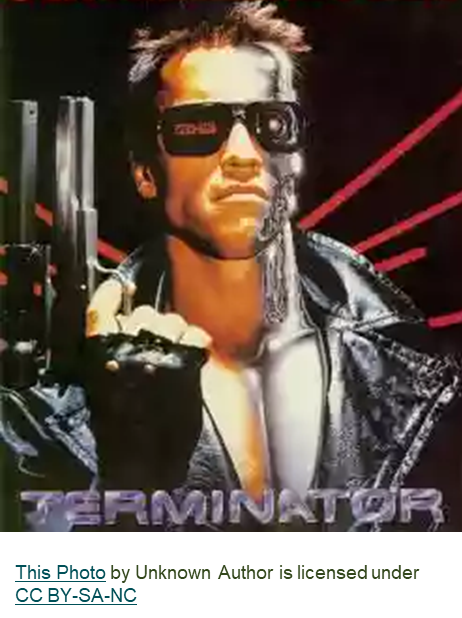 TERMINATOR
This Photo by Unknown Author is licensed under
CC BY-SA-NC